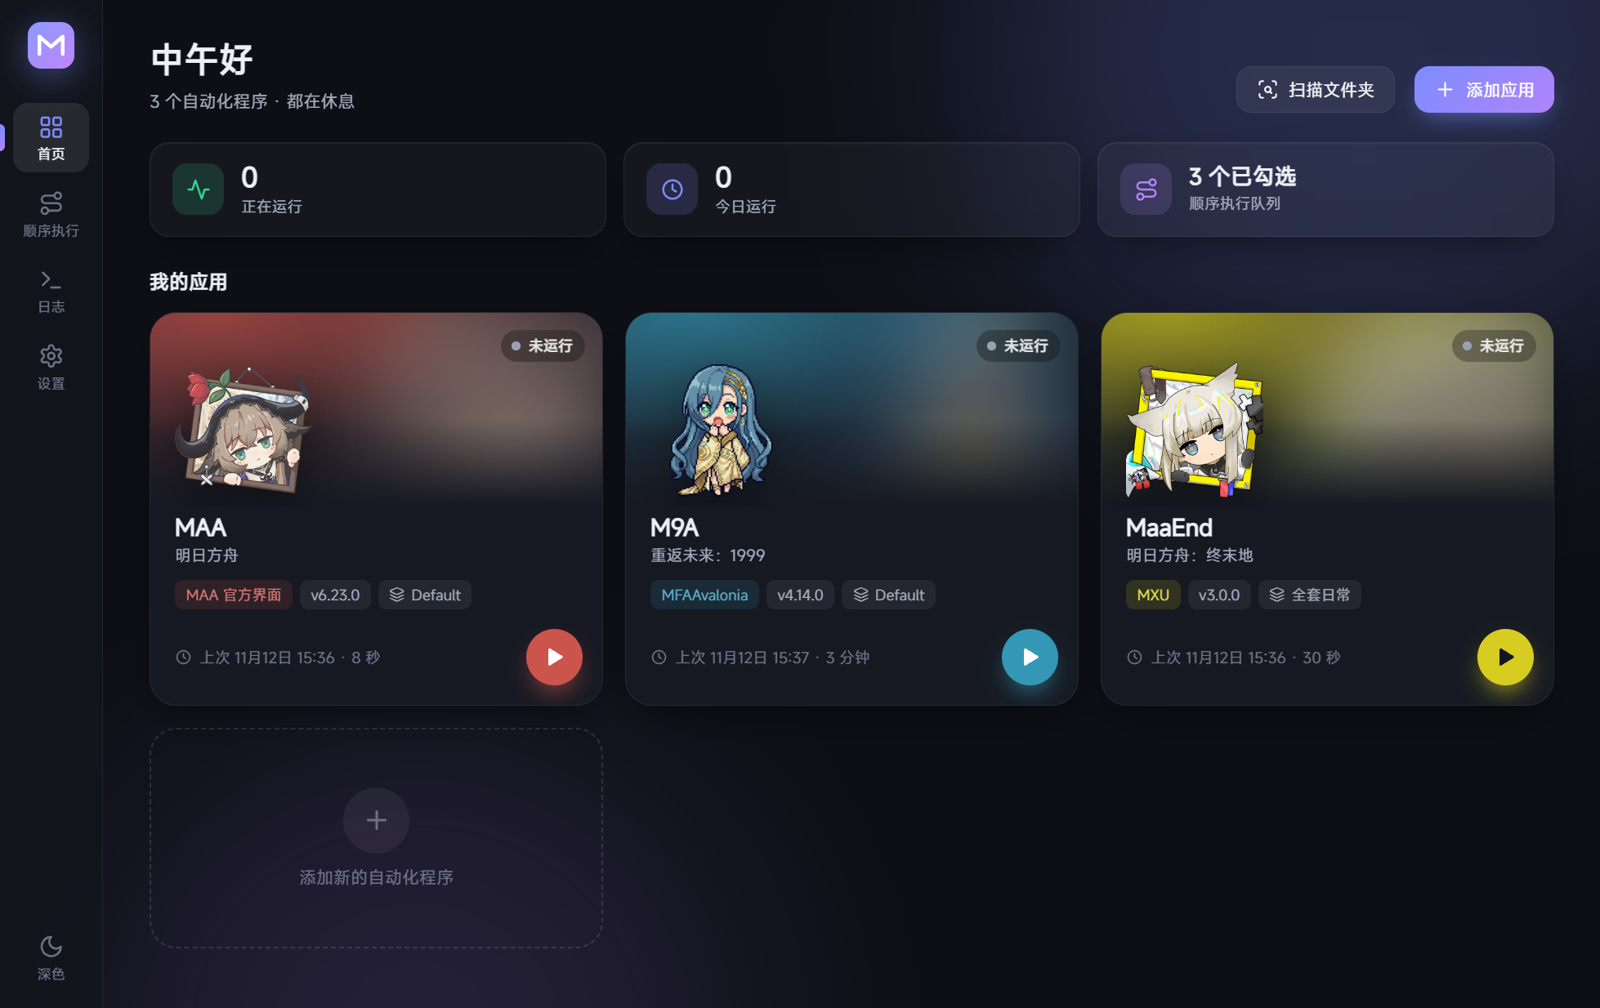 M
首页
顺序执行
日志
设置
深色
中午好
3 个自动化程序 · 都在休息
扫描文件夹
添加应用
0
正在运行
0
今日运行
3 个已勾选
顺序执行队列
我的应用
未运行
MAA
明日方舟
MAA 官方界面 v6.23.0 Default
上次 11月12日 15:36 · 8 秒
未运行
M9A
重返未来：1999
MFAAvalonia v4.14.0 Default
上次 11月12日 15:37 · 3 分钟
未运行
MaaEnd
明日方舟：终末地
MXU v3.0.0 全套日常
上次 11月12日 15:36 · 30 秒
添加新的自动化程序